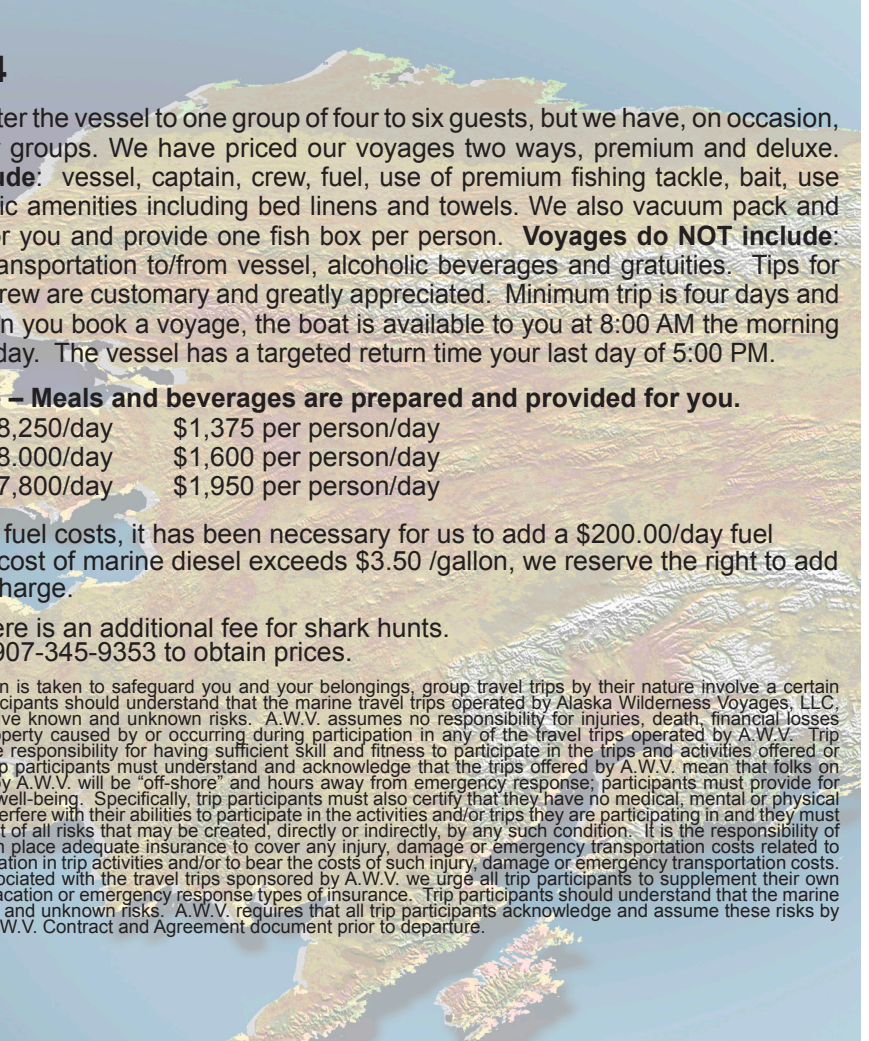 4
ter the vessel to one group of four to six guests, but we have, on occasion,
groups. We have priced our voyages two ways, premium and deluxe.
ude: vessel, captain, crew, fuel, use of premium fishing tackle, bait, use
ic amenities including bed linens and towels. We also vacuum pack and
or you and provide one fish box per person. Voyages do NOT include:
ransportation to/from vessel, alcoholic beverages and gratuities. Tips for
rew are customary and greatly appreciated. Minimum trip is four days and
n you book a voyage, the boat is available to you at 8:00 AM the morning
day. The vessel has a targeted return time your last day of 5:00 PM.
– Meals and beverages are prepared and provided for you.
8,250/day $1,375 per person/day
8.000/day $1,600 per person/day
7,800/day $1,950 per person/day
fuel costs, it has been necessary for us to add a $200.00/day fuel
cost of marine diesel exceeds $3.50 /gallon, we reserve the right to add
harge.
ere is an additional fee for shark hunts.
907-345-9353 to obtain prices.
n is taken to safeguard you and your belongings, group travel trips by their nature involve a certain
cipants should understand that the marine travel trips operated by Alaska Wilderness Voyages, LLC,
ve known and unknown risks. A.W.V. assumes no responsibility for injuries, death, financial losses
operty caused by or occurring during participation in any of the travel trips operated by A.W.V. Trip
e responsibility for having sufficient skill and fitness to participate in the trips and activities offered or
ip participants must understand and acknowledge that the trips offered by A.W.V. mean that folks on
by A.W.V. will be “off-shore” and hours away from emergency response; participants must provide for
well-being. Specifically, trip participants must also certify that they have no medical, mental or physical
erfere with their abilities to participate in the activities and/or trips they are participating in and they must
t of all risks that may be created, directly or indirectly, by any such condition. It is the responsibility of
n place adequate insurance to cover any injury, damage or emergency transportation costs related to
ation in trip activities and/or to bear the costs of such injury, damage or emergency transportation costs.
ociated with the travel trips sponsored by A.W.V. we urge all trip participants to supplement their own
acation or emergency response types of insurance. Trip participants should understand that the marine
and unknown risks. A.W.V. requires that all trip participants acknowledge and assume these risks by
W.V. Contract and Agreement document prior to departure.